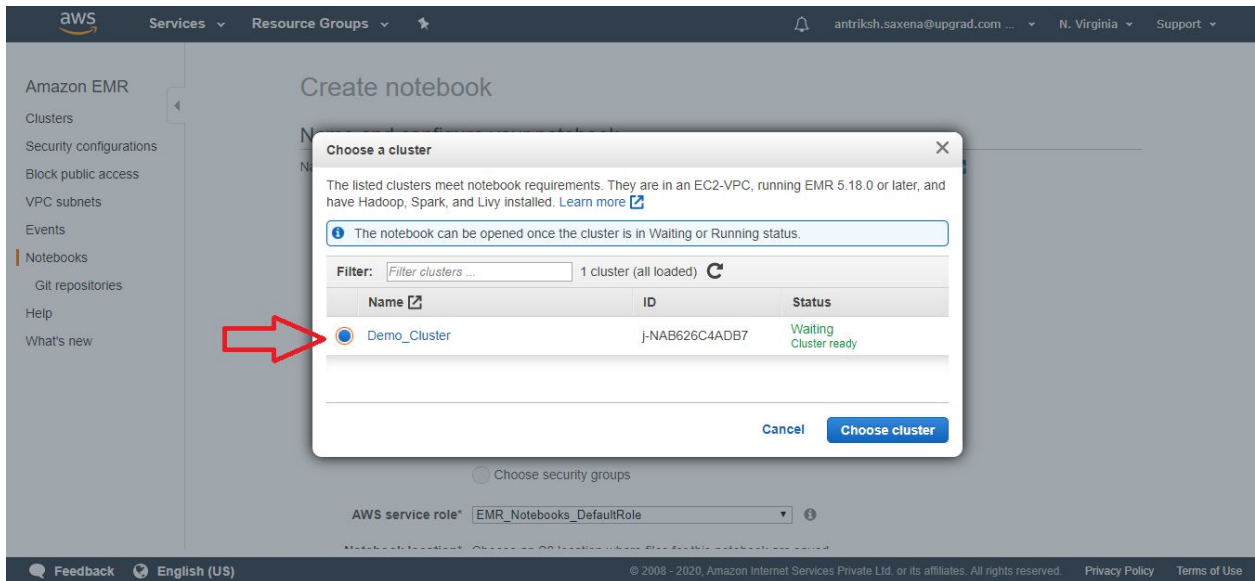 aws
Services
Resource Groups
antriksh.saxena@upgrad.com ...
N. Virginia
Support
Amazon EMR
Clusters
Security configurations
Block public access
VPC subnets
Events
Notebooks
Git repositories
Help
What's new
Create notebook
Choose a cluster
The listed clusters meet notebook requirements. They are in an EC2-VPC, running EMR 5.18.0 or later, and
have Hadoop, Spark, and Livy installed. Learn more
The notebook can be opened once the cluster is in Waiting or Running status.
Filter: Filter clusters ... 1 cluster (all loaded)
Name ID Status
Demo_Cluster j-NAB626C4ADB7 Waiting
Cluster ready
Cancel Choose cluster
Choose security groups
AWS service role* EMR_Notebooks_DefaultRole
Feedback English (US)
© 2008 - 2020, Amazon Internet Services Private Ltd. or its affiliates. All rights reserved. Privacy Policy Terms of Use